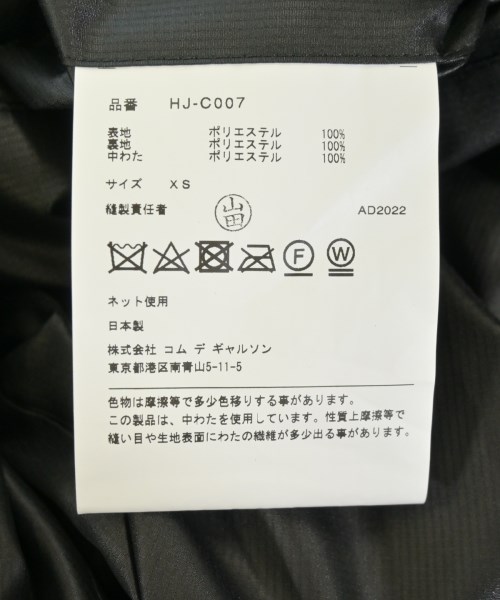 品番 HJ-C007
表地 ポリエステル 100%
裏地 ポリエステル 100%
中わた ポリエステル 100%
サイズ XS
縫製責任者 山田 AD2022
F W
ネット使用
日本製
株式会社 コム デ ギャルソン
東京都港区南青山5-11-5
色物は摩擦等で多少色移りする事があります。
この製品は、中わたを使用しています。性質上摩擦等で
縫い目や生地表面にわたの繊維が多少出る事があります。